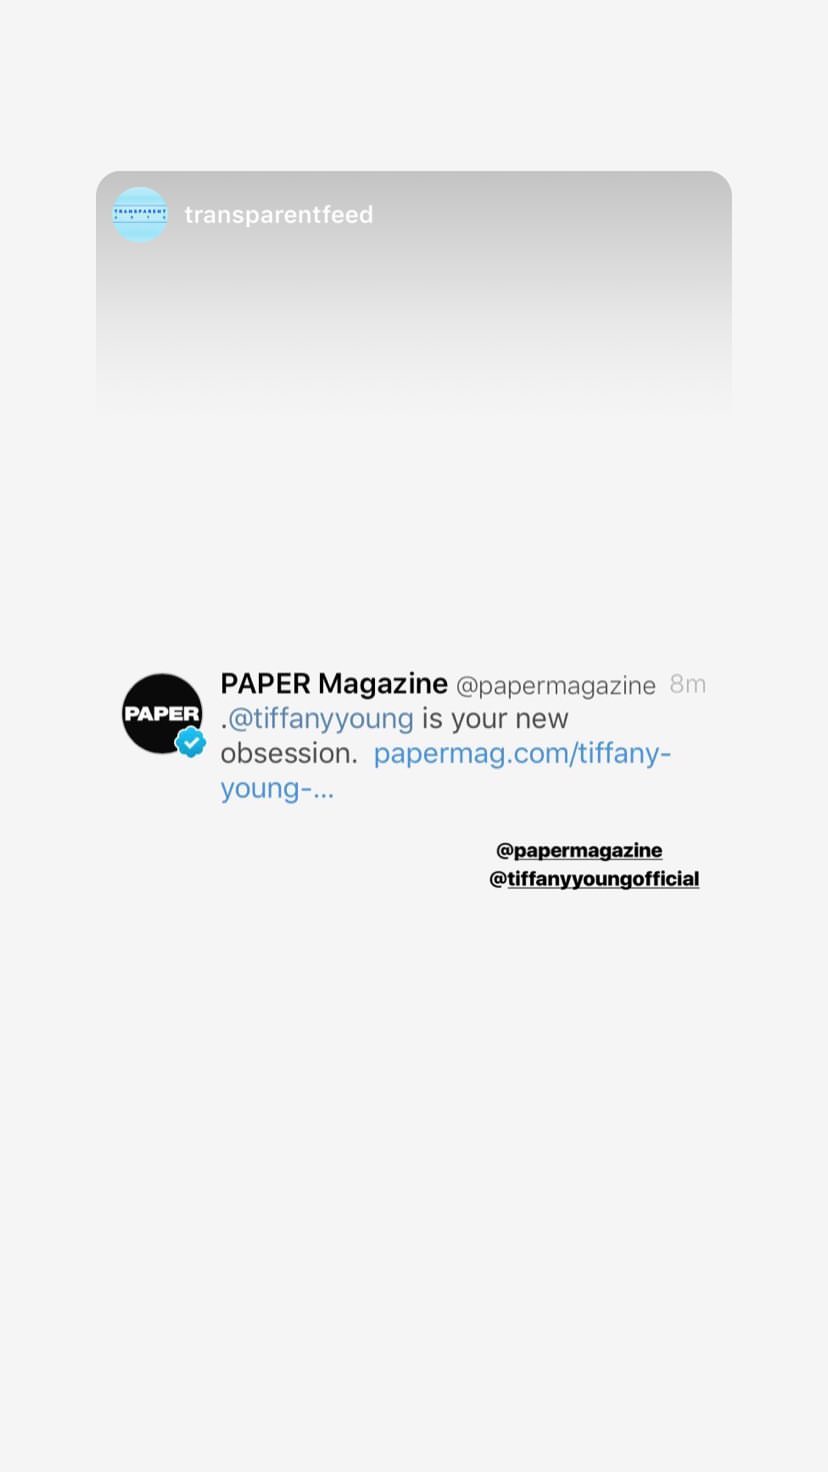 TRANSPARENT
transparentfeed
PAPER Magazine @papermagazine 8m
PAPER
.@tiffanyyoung is your new
obsession. papermag.com/tiffany-
young-...
@papermagazine
@tiffanyyoungofficial